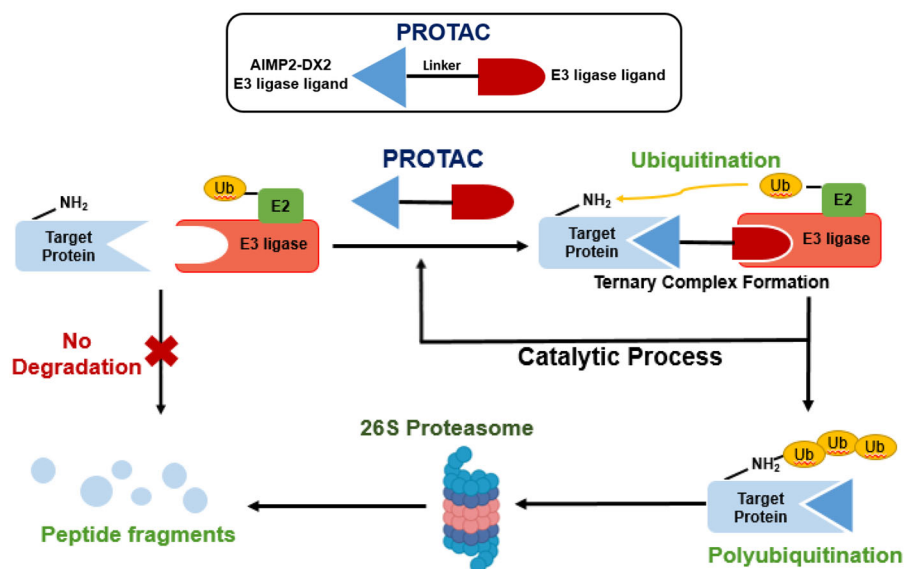 PROTAC
AIMP2-DX2
E3 ligase ligand
Linker
E3 ligase ligand
PROTAC
Ubiquitination
Ub
E2
NH2
Target
Protein
E3 ligase
Ub
E2
NH2
Target
Protein
E3 ligase
Ternary Complex Formation
No
Degradation
Catalytic Process
26S Proteasome
Ub
Ub
Ub
NH2
Target
Protein
Peptide fragments
Polyubiquitination